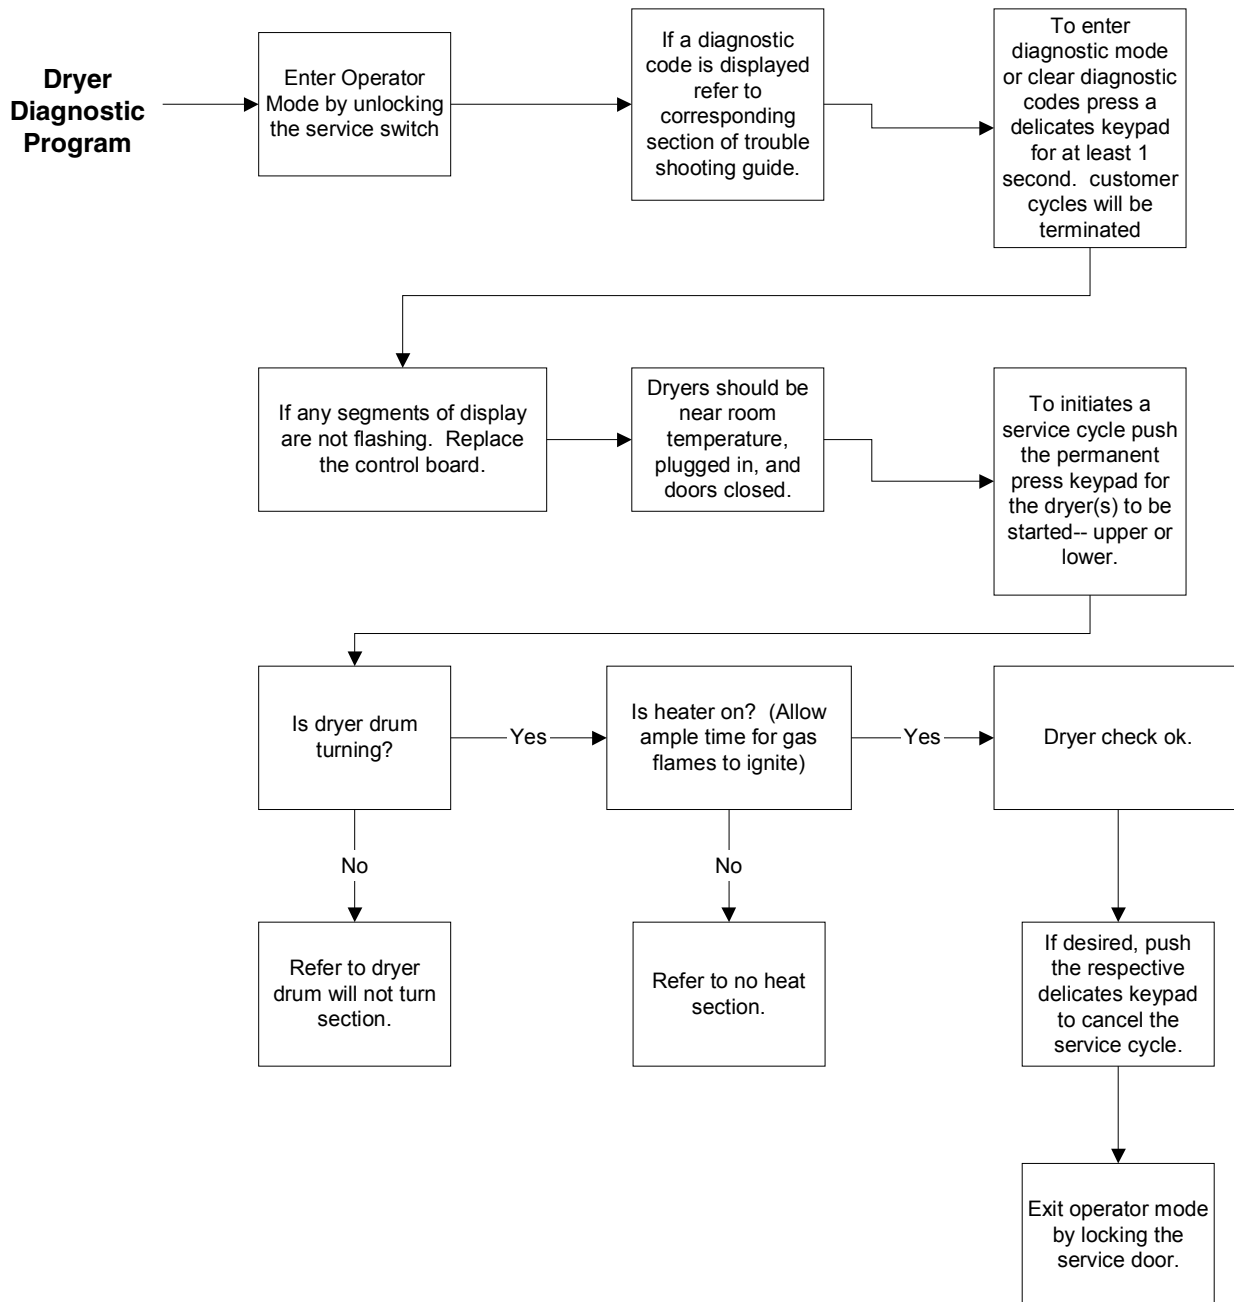 Dryer
Diagnostic
Program
Enter Operator
Mode by unlocking
the service switch
If a diagnostic
code is displayed
refer to
corresponding
section of trouble
shooting guide.
To enter
diagnostic mode
or clear diagnostic
codes press a
delicates keypad
for at least 1
second.  customer
cycles will be
terminated
If any segments of display
are not flashing.  Replace
the control board.
Dryers should be
near room
temperature,
plugged in, and
doors closed.
To initiates a
service cycle push
the permanent
press keypad for
the dryer(s) to be
started-- upper or
lower.
Is dryer drum
turning?
Yes
Is heater on?  (Allow
ample time for gas
flames to ignite)
Yes
Dryer check ok.
No
No
Refer to dryer
drum will not turn
section.
Refer to no heat
section.
If desired, push
the respective
delicates keypad
to cancel the
service cycle.
Exit operator mode
by locking the
service door.